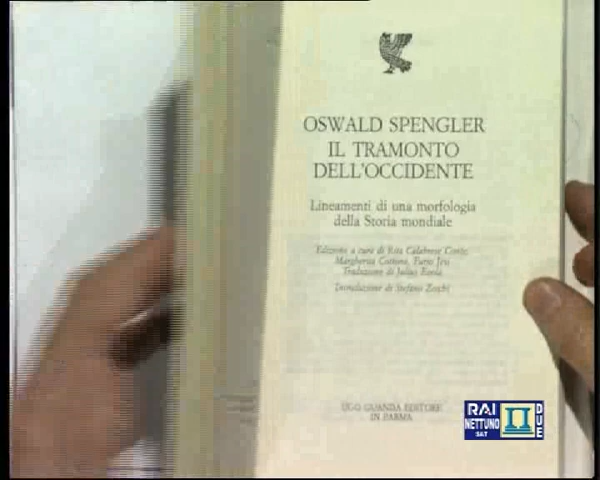 OSWALD SPENGLER
IL TRAMONTO
DELL'OCCIDENTE
Lineamenti di una morfologia
della Storia mondiale
Edizione a cura di Rita Calabrese Conte,
Margherita Cottone, Furio Jesi
Traduzione di Julius Evola
Introduzione di Stefano Zecchi
UGO GUANDA EDITORE
IN PARMA
RAI
NETTUNO
SAT
DUE